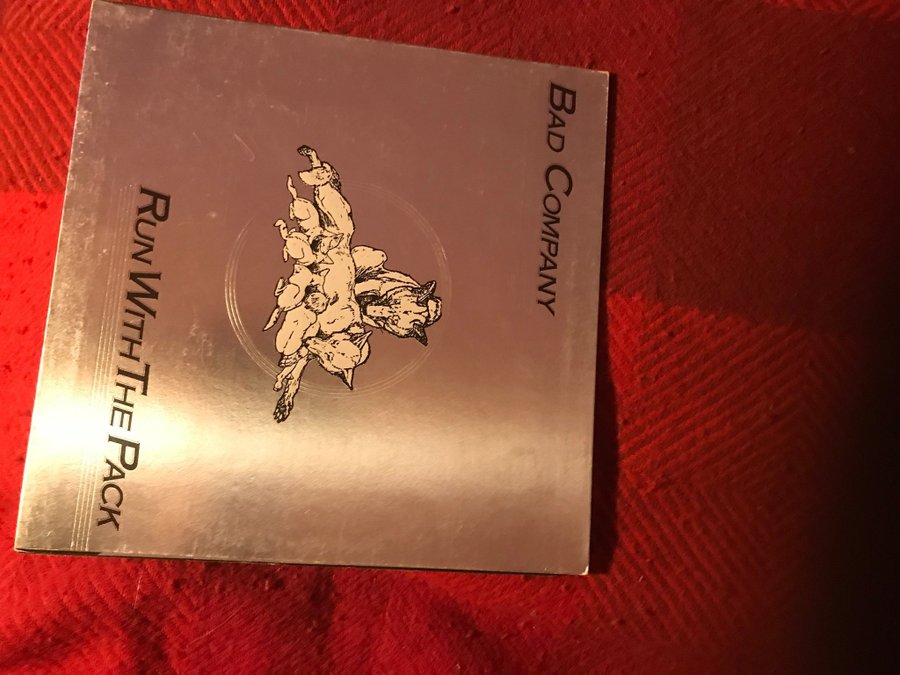 BAD COMPANY
RUN WITH THE PACK